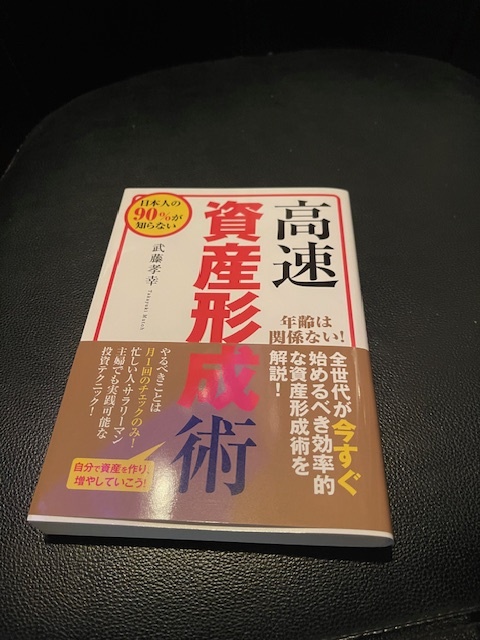 日本人の
90%が
知らない
高速
資産形成術
武藤孝幸
Takayuki Mutoh
年齢は
関係ない!
全世代が今すぐ
始めるべき効率的
な資産形成術を
解説!
やるべきことは
月1回のチェックのみ!
忙しい人・サラリーマン
主婦でも実践可能な
投資テクニック!
自分で資産を作り、
増やしていこう!